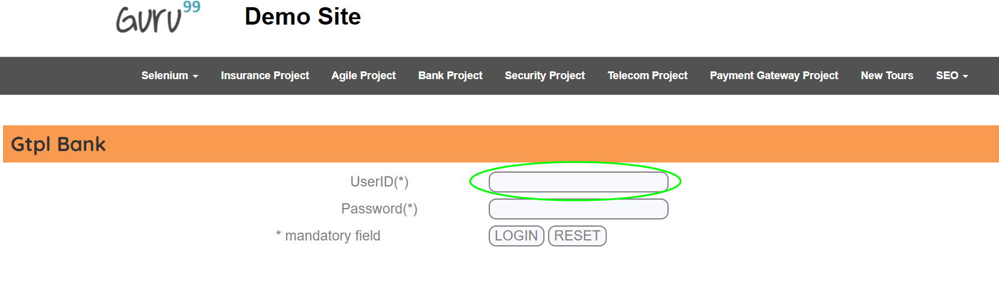 Guru99 Demo Site
Selenium Insurance Project Agile Project Bank Project Security Project Telecom Project Payment Gateway Project New Tours SEO
Gtpl Bank
UserID(*)
Password(*)
* mandatory field LOGIN RESET